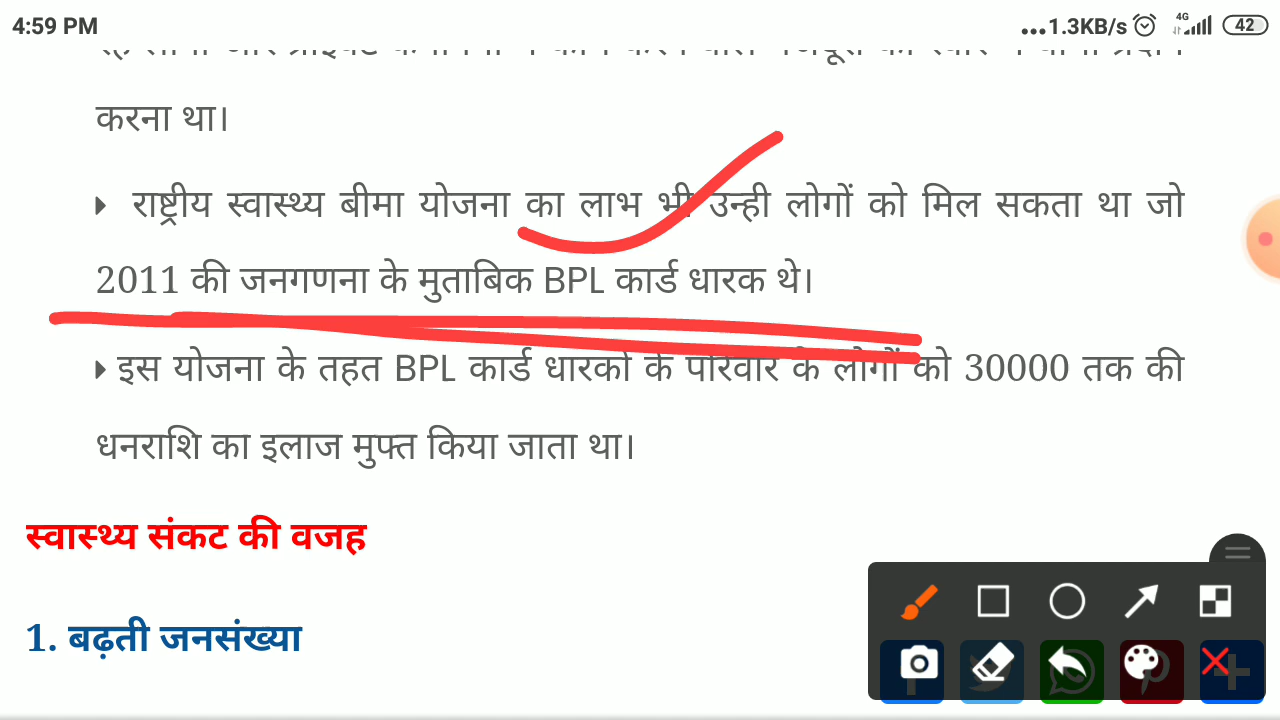 4:59 PM
...1.3KB/s 4G 42
करना था।
राष्ट्रीय स्वास्थ्य बीमा योजना का लाभ भी उन्ही लोगों को मिल सकता था जो
2011 की जनगणना के मुताबिक BPL कार्ड धारक थे।
इस योजना के तहत BPL कार्ड धारको के परिवार के लोगों को 30000 तक की
धनराशि का इलाज मुफ्त किया जाता था।
स्वास्थ्य संकट की वजह
1. बढ़ती जनसंख्या